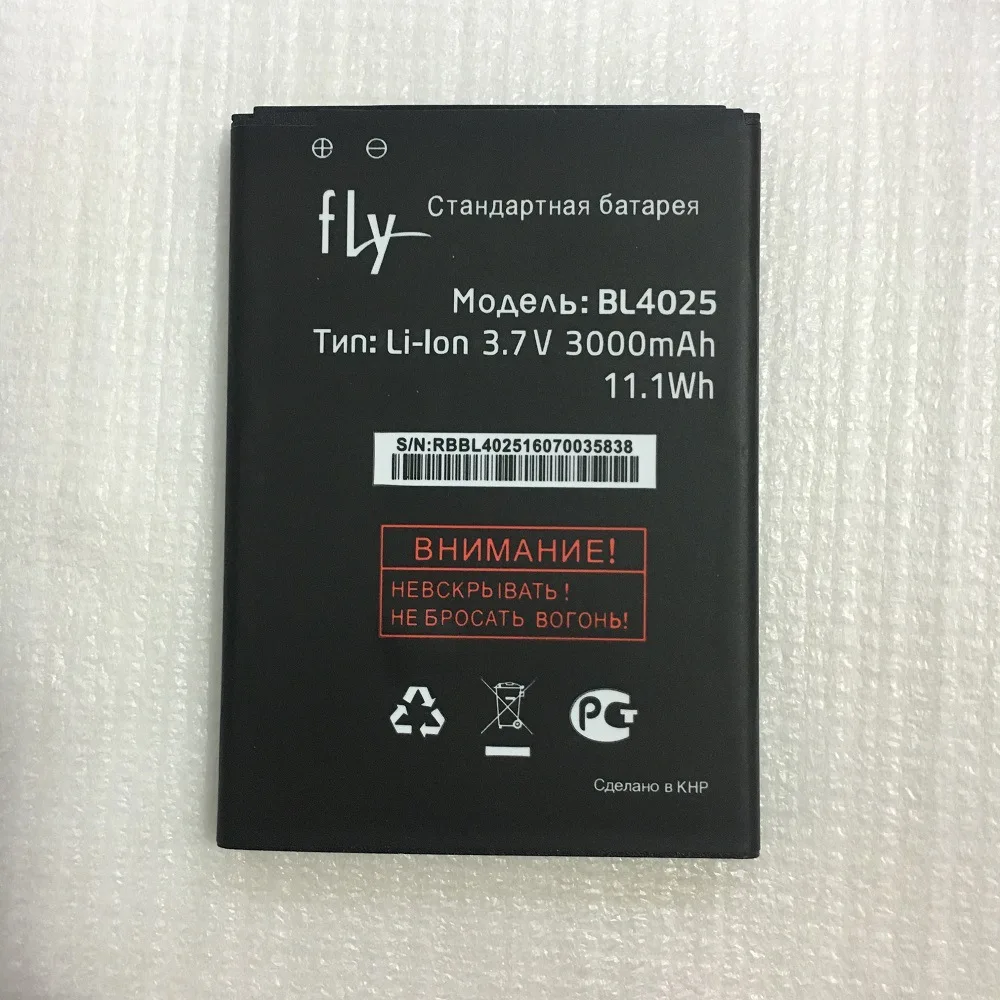 fly
Стандартная батарея
Модель: BL4025
Тип: Li-Ion 3.7V 3000mAh
11.1Wh
S/N:RBBL402516070035838
ВНИМАНИЕ!
НЕВСКРЫВАТЬ!
НЕ БРОСАТЬ ВОГОНЬ!
РСТ
Сделано в КНР